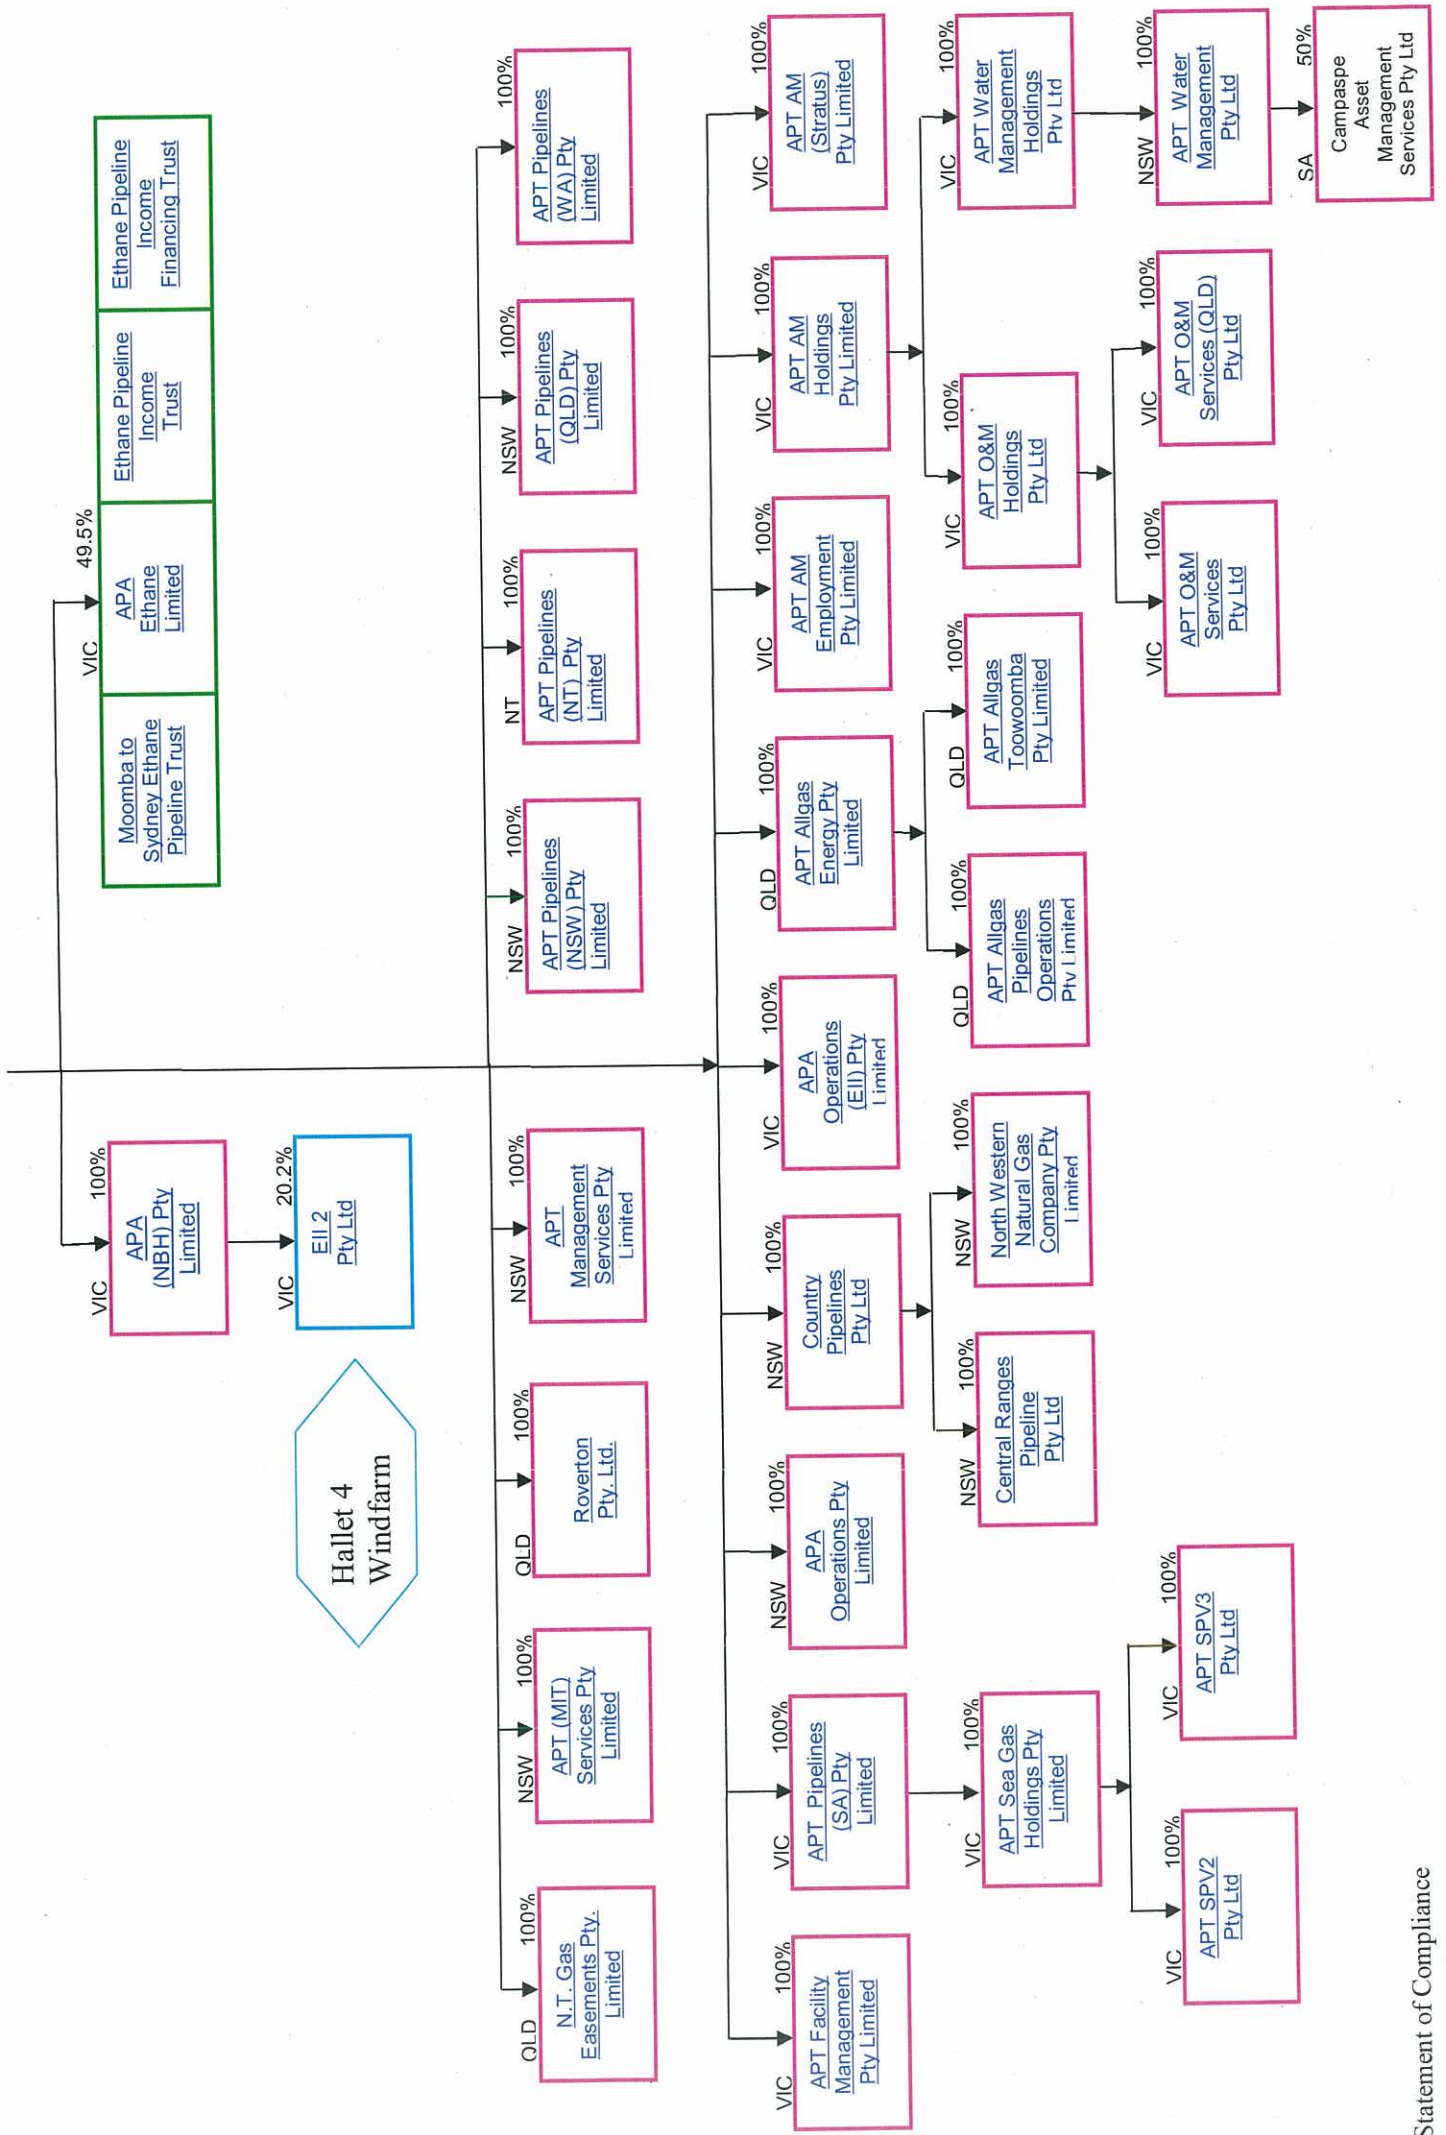 VIC 100%
APA
(NBH) Pty
Limited
VIC 20.2%
EII 2
Pty Ltd
Hallet 4
Windfarm
VIC 49.5%
Moomba to
Sydney Ethane
Pipeline Trust
APA
Ethane
Limited
Ethane Pipeline
Income
Trust
Ethane Pipeline
Income
Financing Trust
QLD 100%
N.T. Gas
Easements Pty.
Limited
NSW 100%
APT (MIT)
Services Pty
Limited
QLD 100%
Roverton
Pty. Ltd.
NSW 100%
APT
Management
Services Pty
Limited
NSW 100%
APT Pipelines
(NSW) Pty
Limited
NT 100%
APT Pipelines
(NT) Pty
Limited
NSW 100%
APT Pipelines
(QLD) Pty
Limited
100%
APT Pipelines
(WA) Pty
Limited
VIC 100%
APT Facility
Management
Pty Limited
VIC 100%
APT Pipelines
(SA) Pty
Limited
NSW 100%
APA
Operations Pty
Limited
NSW 100%
Country
Pipelines
Pty Ltd
VIC 100%
APA
Operations
(EII) Pty
Limited
QLD 100%
APT Allgas
Energy Pty
Limited
VIC 100%
APT AM
Employment
Pty Limited
VIC 100%
APT AM
Holdings
Pty Limited
VIC 100%
APT AM
(Stratus)
Pty Limited
VIC 100%
APT Sea Gas
Holdings Pty
Limited
NSW 100%
Central Ranges
Pipeline
Pty Ltd
NSW 100%
North Western
Natural Gas
Company Pty
Limited
QLD 100%
APT Allgas
Pipelines
Operations
Pty Limited
QLD 100%
APT Allgas
Toowoomba
Pty Limited
VIC 100%
APT O&M
Holdings
Pty Ltd
VIC 100%
APT Water
Management
Holdings
Pty Ltd
VIC 100%
APT SPV2
Pty Ltd
VIC 100%
APT SPV3
Pty Ltd
VIC 100%
APT O&M
Services
Pty Ltd
VIC 100%
APT O&M
Services (QLD)
Pty Ltd
NSW 100%
APT Water
Management
Pty Ltd
SA 50%
Campaspe
Asset
Management
Services Pty Ltd
Statement of Compliance